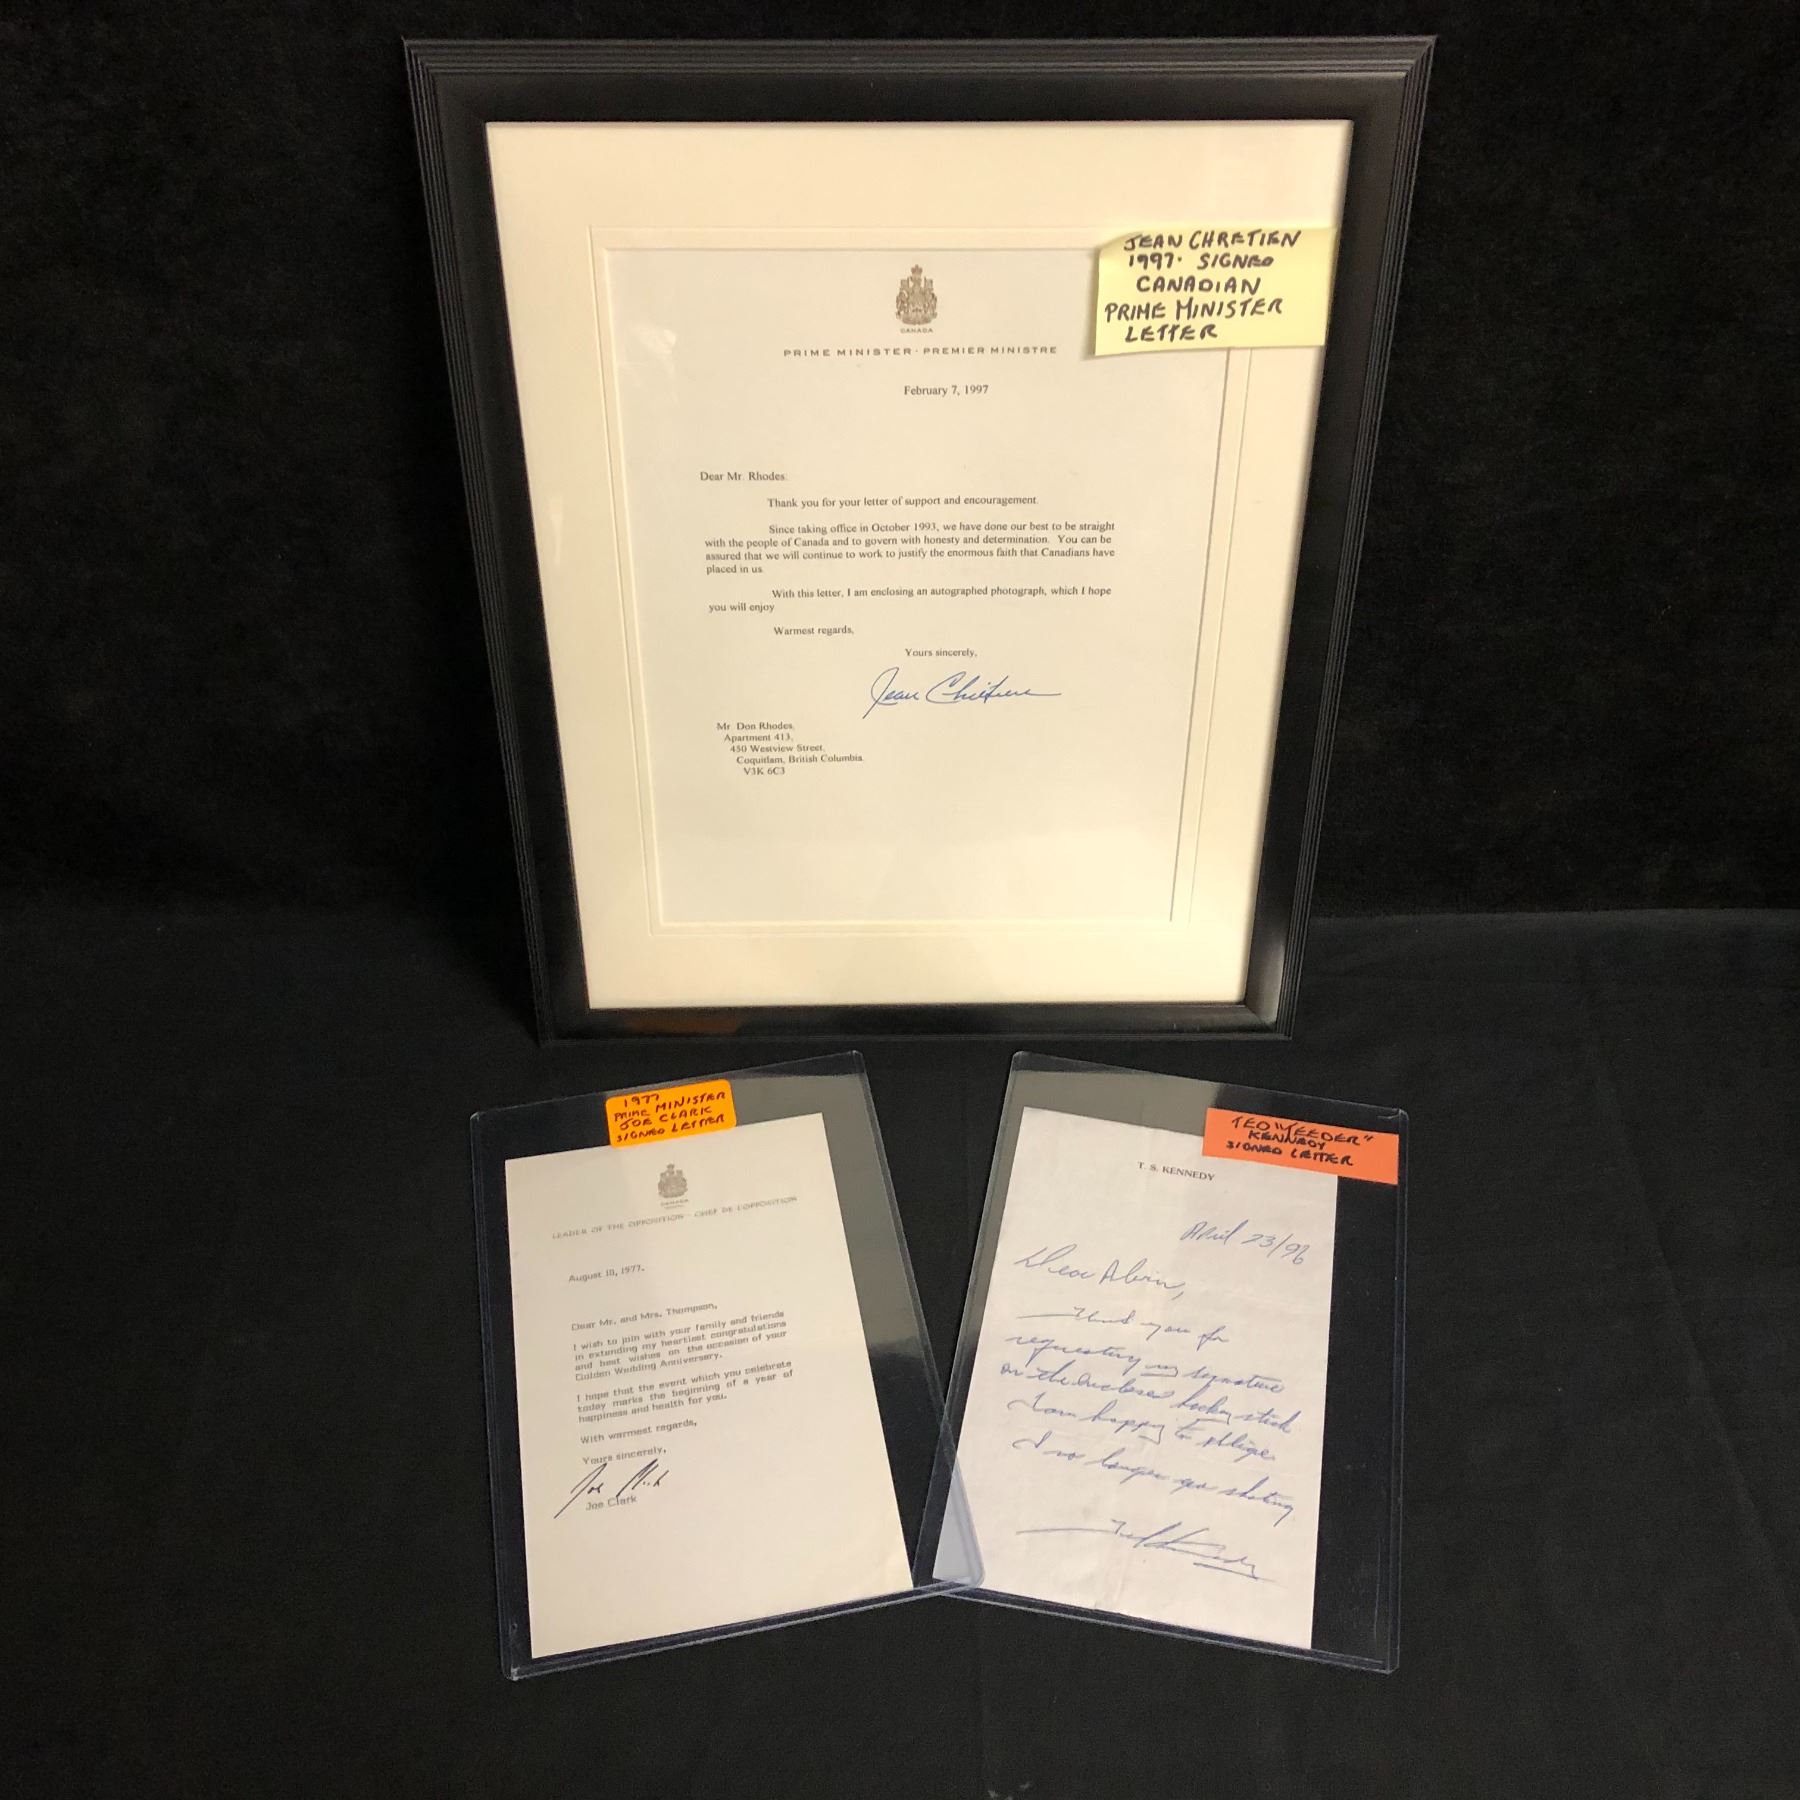 JEAN CHRETIEN
1997. SIGNED
CANADIAN
PRIME MINISTER
LETTER
CANADA
PRIME MINISTER · PREMIER MINISTRE
February 7, 1997
Dear Mr. Rhodes:
Thank you for your letter of support and encouragement.
Since taking office in October 1993, we have done our best to be straight
with the people of Canada and to govern with honesty and determination. You can be
assured that we will continue to work to justify the enormous faith that Canadians have
placed in us.
With this letter, I am enclosing an autographed photograph, which I hope
you will enjoy
Warmest regards,
Yours sincerely,
Jean Chrétien
Mr. Don Rhodes,
Apartment 413,
450 Westview Street,
Coquitlam, British Columbia.
V3K 6C3
1977
PRIME MINISTER
JOE CLARK
SIGNED LETTER
CANADA
LEADER OF THE OPPOSITION - CHEF DE L'OPPOSITION
August 10, 1977.
Dear Mr. and Mrs. Thompson,
I wish to join with your family and friends
in extending my heartiest congratulations
and best wishes on the occasion of your
Golden Wedding Anniversary.
I hope that the event which you celebrate
today marks the beginning of a year of
happiness and health for you.
With warmest regards,
Yours sincerely,
Joe Clark
Joe Clark
TED "TEEDER"
KENNEDY
SIGNED LETTER
T. S. KENNEDY
April 23/96
Dear
Thank you for
requesting my signature
on the enclosed hockey stick
I am happy to oblige
I no longer go skating
Ted Kennedy